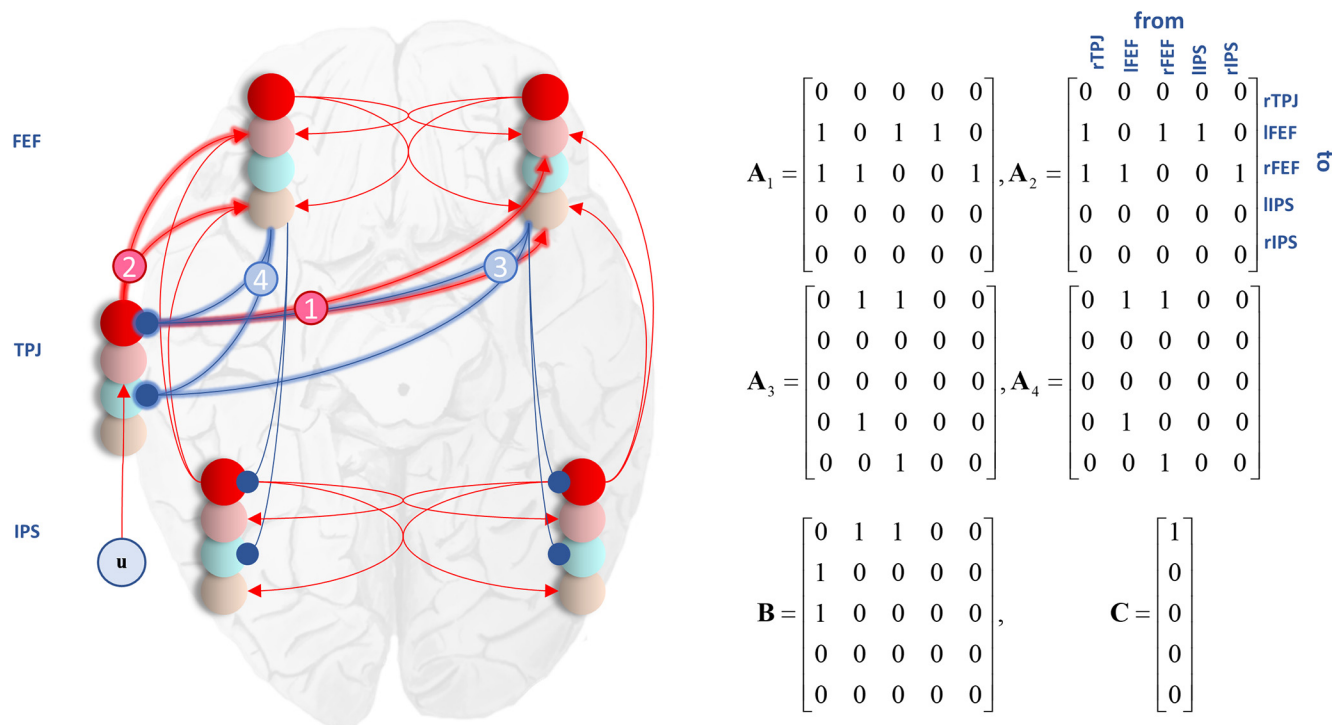 FEF
TPJ
IPS
2
4
3
1
u
from
rTPJ lFEF rFEF lIPS rIPS
to
A1 =
0 0 0 0 0
1 0 1 1 0
1 1 0 0 1
0 0 0 0 0
0 0 0 0 0
, A2 =
0 0 0 0 0 rTPJ
1 0 1 1 0 lFEF
1 1 0 0 1 rFEF
0 0 0 0 0 lIPS
0 0 0 0 0 rIPS
A3 =
0 1 1 0 0
0 0 0 0 0
0 0 0 0 0
0 1 0 0 0
0 0 1 0 0
, A4 =
0 1 1 0 0
0 0 0 0 0
0 0 0 0 0
0 1 0 0 0
0 0 1 0 0
B =
0 1 1 0 0
1 0 0 0 0
1 0 0 0 0
0 0 0 0 0
0 0 0 0 0
,
C =
1
0
0
0
0